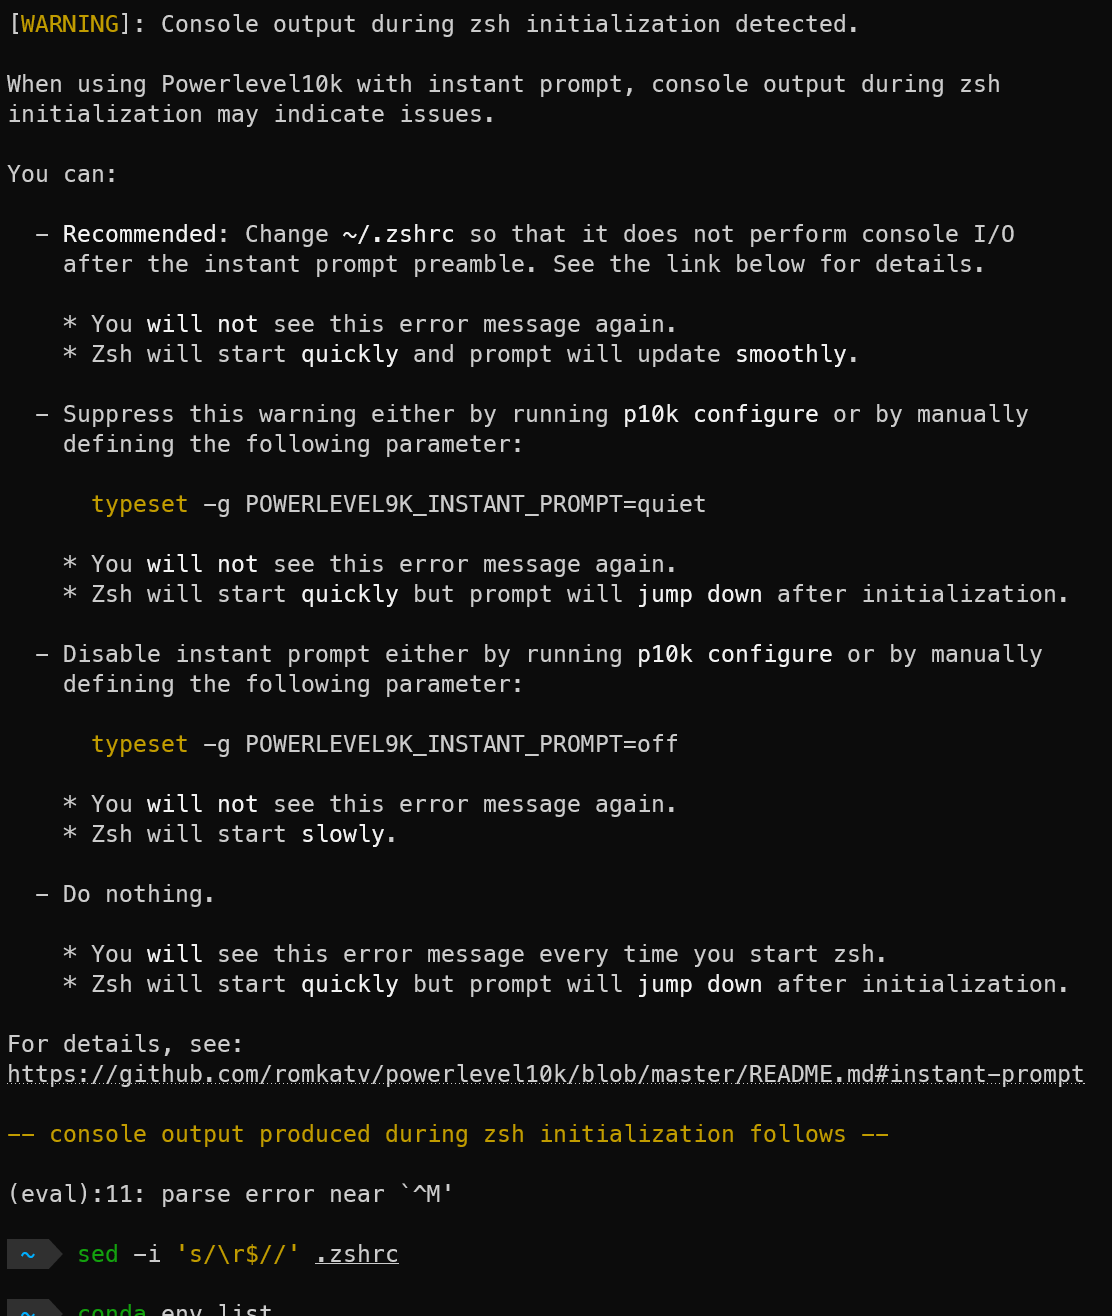 [WARNING]: Console output during zsh initialization detected.
When using Powerlevel10k with instant prompt, console output during zsh
initialization may indicate issues.
You can:
- Recommended: Change ~/.zshrc so that it does not perform console I/O
after the instant prompt preamble. See the link below for details.
* You will not see this error message again.
* Zsh will start quickly and prompt will update smoothly.
- Suppress this warning either by running p10k configure or by manually
defining the following parameter:
typeset -g POWERLEVEL9K_INSTANT_PROMPT=quiet
* You will not see this error message again.
* Zsh will start quickly but prompt will jump down after initialization.
- Disable instant prompt either by running p10k configure or by manually
defining the following parameter:
typeset -g POWERLEVEL9K_INSTANT_PROMPT=off
* You will not see this error message again.
* Zsh will start slowly.
- Do nothing.
* You will see this error message every time you start zsh.
* Zsh will start quickly but prompt will jump down after initialization.
For details, see:
https://github.com/romkatv/powerlevel10k/blob/master/README.md#instant-prompt
-- console output produced during zsh initialization follows --
(eval):11: parse error near `^M'
~ sed -i 's/\r$//' .zshrc
~ conda env list